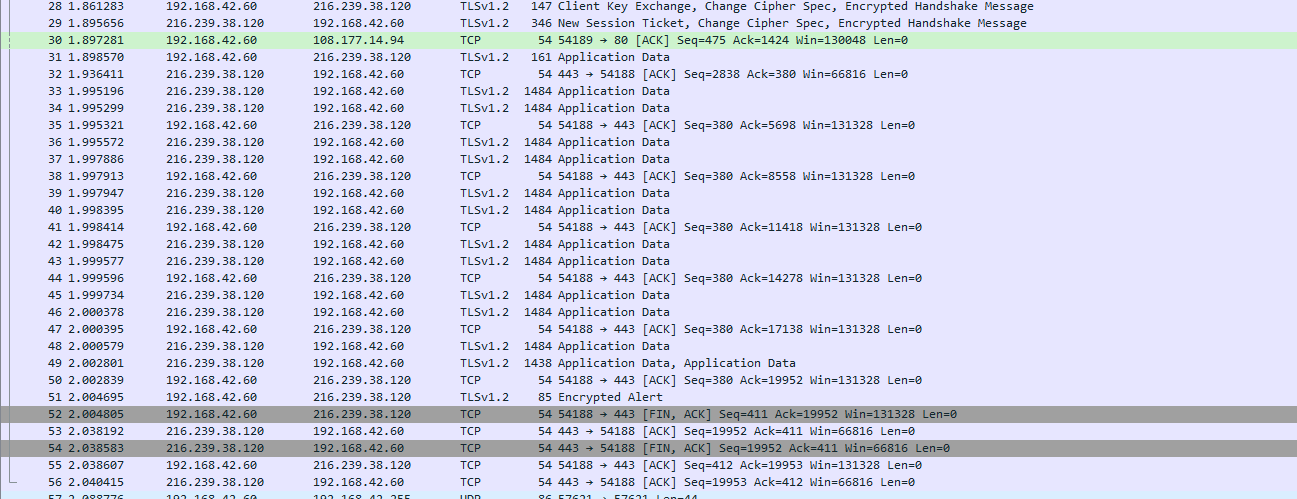 28 1.861283 192.168.42.60 216.239.38.120 TLSv1.2 147 Client Key Exchange, Change Cipher Spec, Encrypted Handshake Message
29 1.895656 216.239.38.120 192.168.42.60 TLSv1.2 346 New Session Ticket, Change Cipher Spec, Encrypted Handshake Message
30 1.897281 192.168.42.60 108.177.14.94 TCP 54 54189 → 80 [ACK] Seq=475 Ack=1424 Win=130048 Len=0
31 1.898570 192.168.42.60 216.239.38.120 TLSv1.2 161 Application Data
32 1.936411 216.239.38.120 192.168.42.60 TCP 54 443 → 54188 [ACK] Seq=2838 Ack=380 Win=66816 Len=0
33 1.995196 216.239.38.120 192.168.42.60 TLSv1.2 1484 Application Data
34 1.995299 216.239.38.120 192.168.42.60 TLSv1.2 1484 Application Data
35 1.995321 192.168.42.60 216.239.38.120 TCP 54 54188 → 443 [ACK] Seq=380 Ack=5698 Win=131328 Len=0
36 1.995572 216.239.38.120 192.168.42.60 TLSv1.2 1484 Application Data
37 1.997886 216.239.38.120 192.168.42.60 TLSv1.2 1484 Application Data
38 1.997913 192.168.42.60 216.239.38.120 TCP 54 54188 → 443 [ACK] Seq=380 Ack=8558 Win=131328 Len=0
39 1.997947 216.239.38.120 192.168.42.60 TLSv1.2 1484 Application Data
40 1.998395 216.239.38.120 192.168.42.60 TLSv1.2 1484 Application Data
41 1.998414 192.168.42.60 216.239.38.120 TCP 54 54188 → 443 [ACK] Seq=380 Ack=11418 Win=131328 Len=0
42 1.998475 216.239.38.120 192.168.42.60 TLSv1.2 1484 Application Data
43 1.999577 216.239.38.120 192.168.42.60 TLSv1.2 1484 Application Data
44 1.999596 192.168.42.60 216.239.38.120 TCP 54 54188 → 443 [ACK] Seq=380 Ack=14278 Win=131328 Len=0
45 1.999734 216.239.38.120 192.168.42.60 TLSv1.2 1484 Application Data
46 2.000378 216.239.38.120 192.168.42.60 TLSv1.2 1484 Application Data
47 2.000395 192.168.42.60 216.239.38.120 TCP 54 54188 → 443 [ACK] Seq=380 Ack=17138 Win=131328 Len=0
48 2.000579 216.239.38.120 192.168.42.60 TLSv1.2 1484 Application Data
49 2.002801 216.239.38.120 192.168.42.60 TLSv1.2 1438 Application Data, Application Data
50 2.002839 192.168.42.60 216.239.38.120 TCP 54 54188 → 443 [ACK] Seq=380 Ack=19952 Win=131328 Len=0
51 2.004695 192.168.42.60 216.239.38.120 TLSv1.2 85 Encrypted Alert
52 2.004805 192.168.42.60 216.239.38.120 TCP 54 54188 → 443 [FIN, ACK] Seq=411 Ack=19952 Win=131328 Len=0
53 2.038192 216.239.38.120 192.168.42.60 TCP 54 443 → 54188 [ACK] Seq=19952 Ack=411 Win=66816 Len=0
54 2.038583 216.239.38.120 192.168.42.60 TCP 54 443 → 54188 [FIN, ACK] Seq=19952 Ack=411 Win=66816 Len=0
55 2.038607 192.168.42.60 216.239.38.120 TCP 54 54188 → 443 [ACK] Seq=412 Ack=19953 Win=131328 Len=0
56 2.040415 216.239.38.120 192.168.42.60 TCP 54 443 → 54188 [ACK] Seq=19953 Ack=412 Win=66816 Len=0
57 2.088776 192.168.42.60 192.168.42.255 UDP 86 57621 → 57621 Len=44